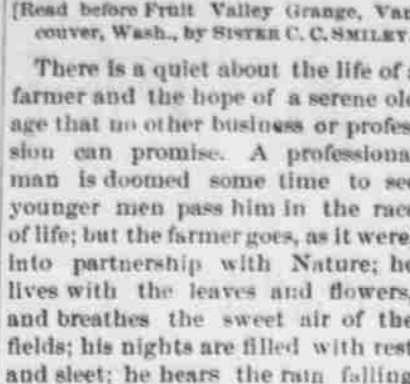 [Read before Fruit Valley Grange, Van
couver, Wash., by SISTER C. C. SMILEY
There is a quiet about the life of a
farmer and the hope of a serene old
age that no other business or profes
sion can promise. A professional
man is doomed some time to see
younger men pass him in the race
of life; but the farmer goes, as it were,
into partnership with Nature; he
lives with the leaves and flowers,
and breathes the sweet air of the
fields; his nights are filled with rest
and sleet; he hears the rain falling